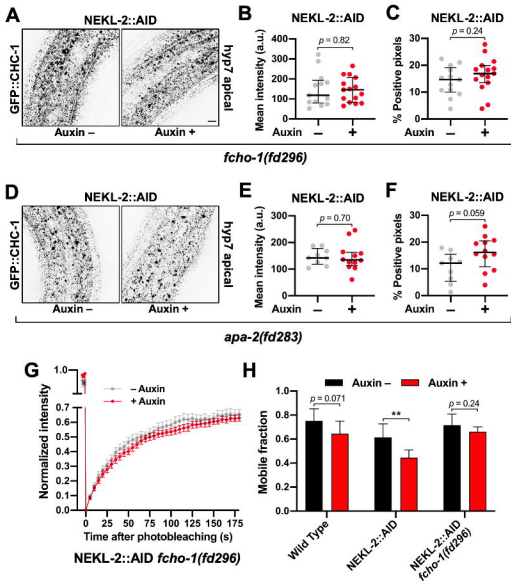 A
NEKL-2::AID
GFP::CHC-1
hyp7 apical
Auxin –
Auxin +
B
NEKL-2::AID
p = 0.82
Mean intensity (a.u.)
400
300
200
100
0
Auxin – +
C
NEKL-2::AID
p = 0.24
% Positive pixels
30
20
10
0
Auxin – +
fcho-1(fd296)
D
NEKL-2::AID
GFP::CHC-1
hyp7 apical
Auxin –
Auxin +
E
NEKL-2::AID
p = 0.70
Mean intensity (a.u.)
400
300
200
100
0
Auxin – +
F
NEKL-2::AID
p = 0.059
% Positive pixels
30
20
10
0
Auxin – +
apa-2(fd283)
G
– Auxin
+ Auxin
Normalized intensity
1.0
0.7
0.6
0.5
0.4
0.3
0.2
0.1
0.0
0 25 50 75 100 125 150 175
Time after photobleaching (s)
NEKL-2::AID fcho-1(fd296)
H
Auxin –
Auxin +
p = 0.071
**
p = 0.24
Mobile fraction
1.0
0.8
0.6
0.4
0.2
0.0
Wild Type
NEKL-2::AID
NEKL-2::AID
fcho-1(fd296)